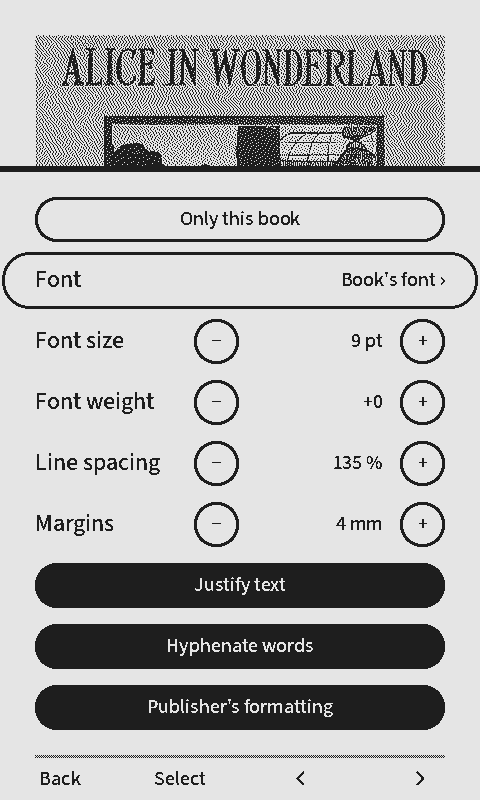 ALICE IN WONDERLAND
Only this book
Font Book's font ›
Font size − 9 pt +
Font weight − +0 +
Line spacing − 135 % +
Margins − 4 mm +
Justify text
Hyphenate words
Publisher's formatting
Back Select < >